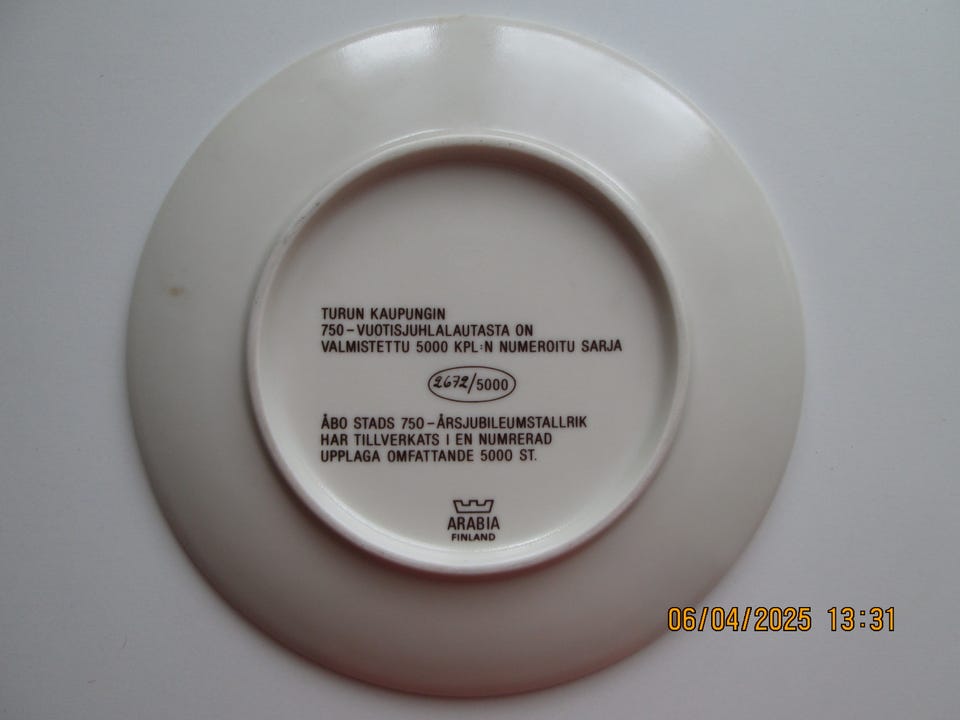 TURUN KAUPUNGIN
750-VUOTISJUHLALAUTASTA ON
VALMISTETTU 5000 KPL:N NUMEROITU SARJA
2672/5000
ÅBO STADS 750-ÅRSJUBILEUMSTALLRIK
HAR TILLVERKATS I EN NUMRERAD
UPPLAGA OMFATTANDE 5000 ST.
ARABIA
FINLAND
06/04/2025 13:31